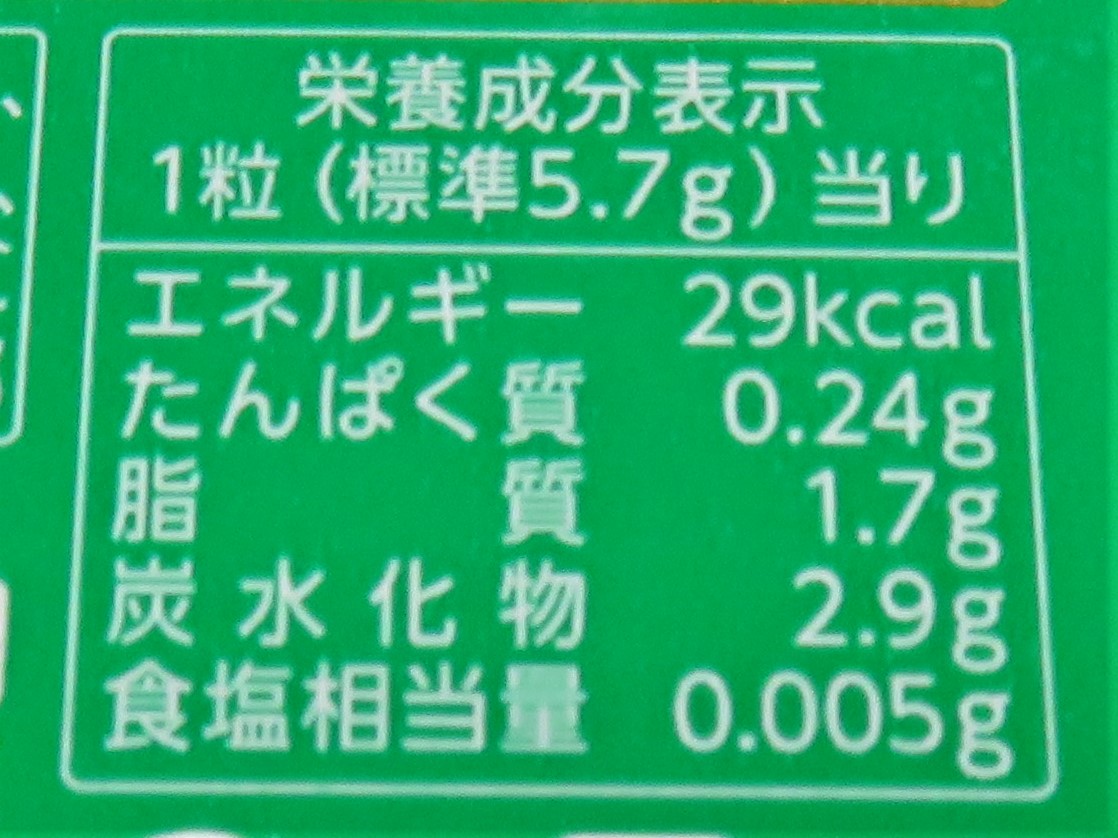 栄養成分表示
1粒(標準5.7g)当り
エネルギー 29kcal
たんぱく質 0.24g
脂質 1.7g
炭水化物 2.9g
食塩相当量 0.005g